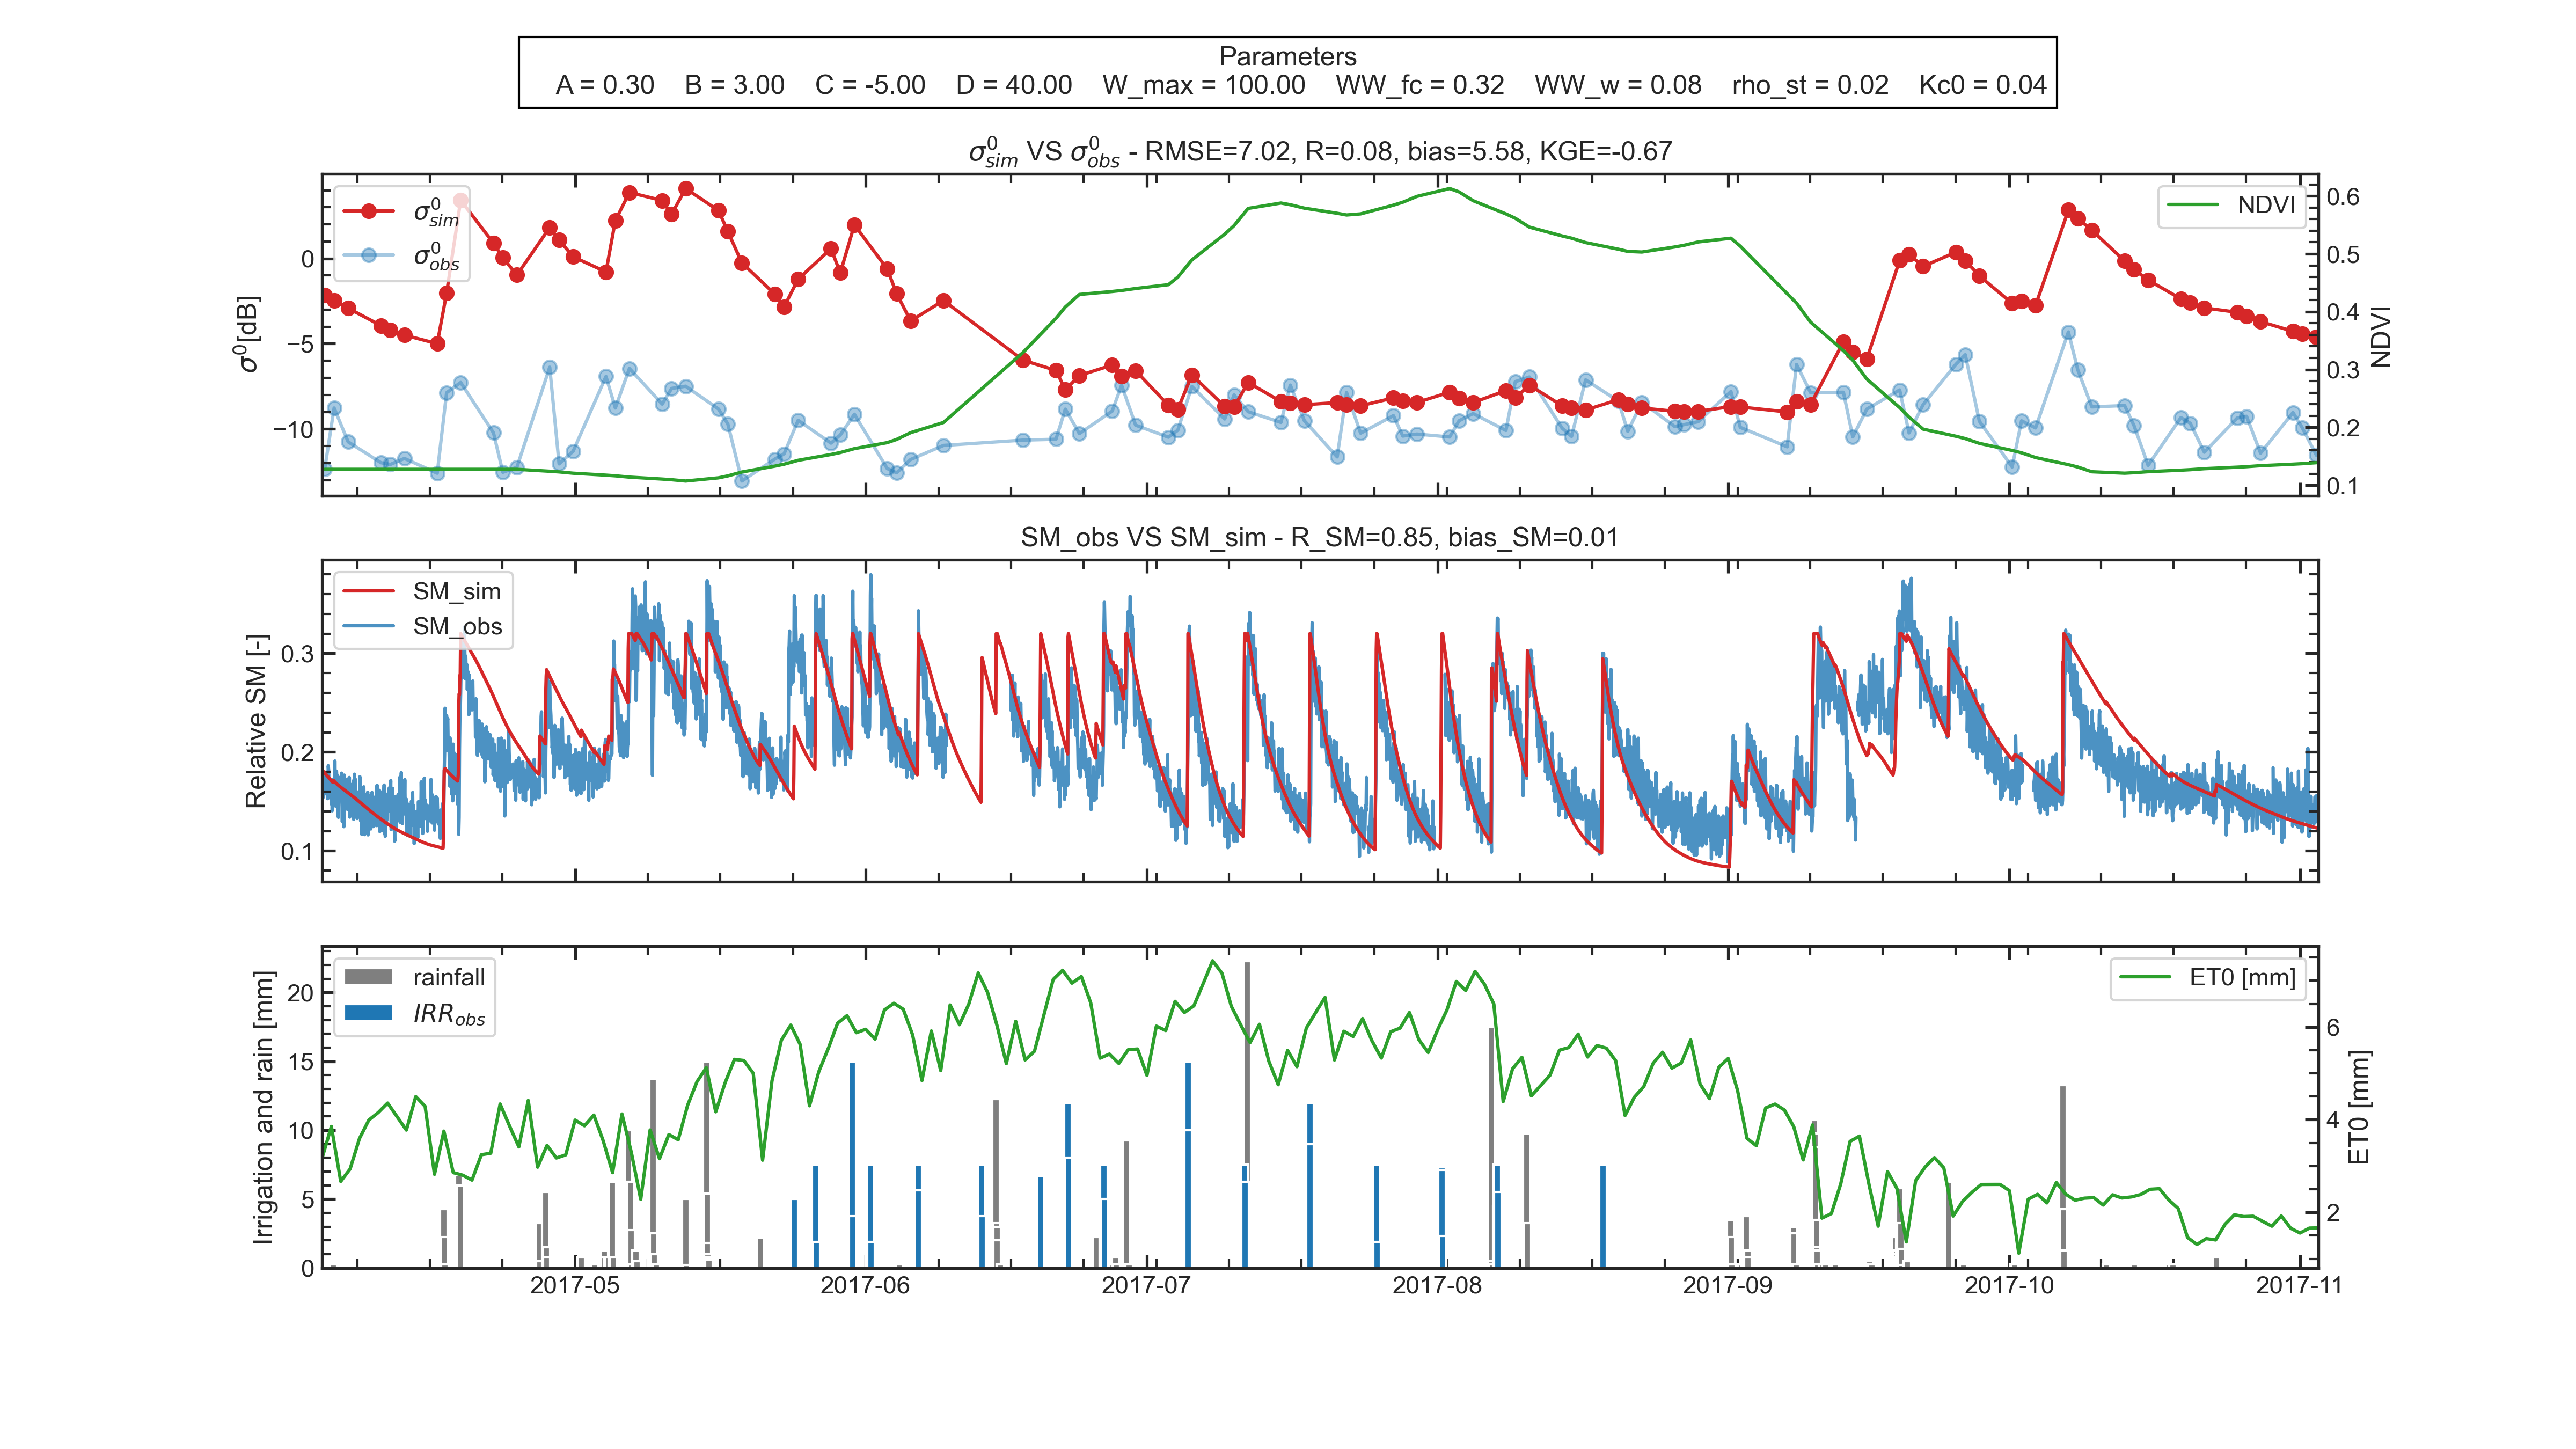 Parameters
A = 0.30 B = 3.00 C = -5.00 D = 40.00 W_max = 100.00 WW_fc = 0.32 WW_w = 0.08 rho_st = 0.02 Kc0 = 0.04
σ⁰sim VS σ⁰obs - RMSE=7.02, R=0.08, bias=5.58, KGE=-0.67
σ⁰sim
σ⁰obs
NDVI
σ⁰[dB]
0
−5
−10
0.6
0.5
0.4
0.3
0.2
0.1
NDVI
SM_obs VS SM_sim - R_SM=0.85, bias_SM=0.01
SM_sim
SM_obs
Relative SM [-]
0.3
0.2
0.1
rainfall
IRRobs
ET0 [mm]
Irrigation and rain [mm]
20
15
10
5
0
6
4
2
ET0 [mm]
2017-05 2017-06 2017-07 2017-08 2017-09 2017-10 2017-11